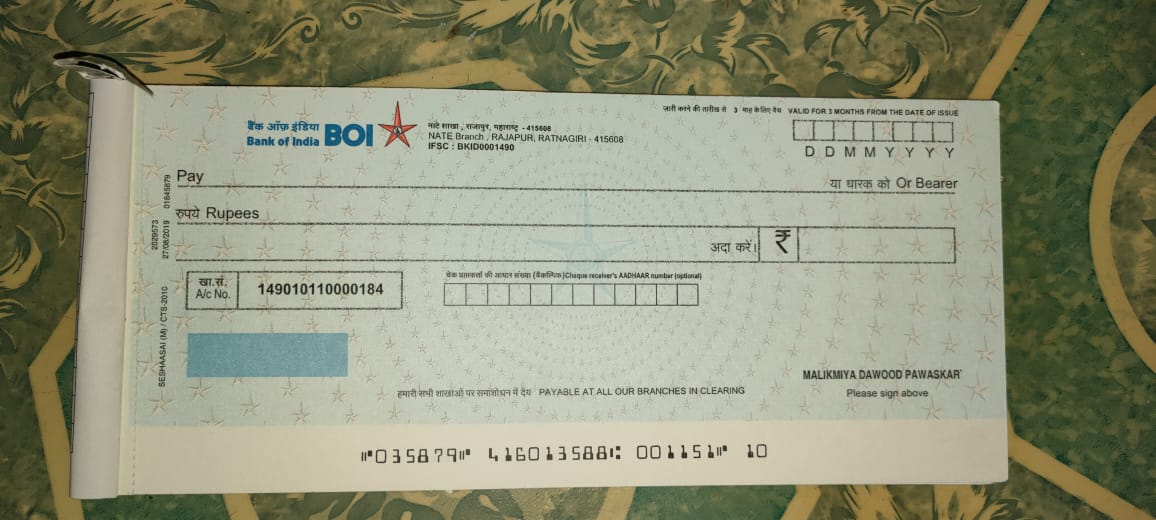 जारी करने की तारीख से 3 माह के लिए वैध VALID FOR 3 MONTHS FROM THE DATE OF ISSUE
बैंक ऑफ़ इंडिया
Bank of India
BOI
नाटे शाखा, राजापुर, महाराष्ट्र - 415608
NATE Branch , RAJAPUR, RATNAGIRI - 415608
IFSC : BKID0001490
D D M M Y Y Y Y
Pay
या धारक को Or Bearer
रुपये Rupees
अदा करें।
₹
खा.सं.
A/c No.
149010110000184
चेक प्राप्तकर्ता की आधार संख्या (वैकल्पिक)Cheque receiver's AADHAAR number (optional)
MALIKMIYA DAWOOD PAWASKAR
Please sign above
हमारी सभी शाखाओं पर समाशोधन में देय PAYABLE AT ALL OUR BRANCHES IN CLEARING
⑈035879⑈ 416013588⑆ 001151⑈ 10
01645879
2029573
27/08/2019
SESHAASAI (M) / CTS-2010